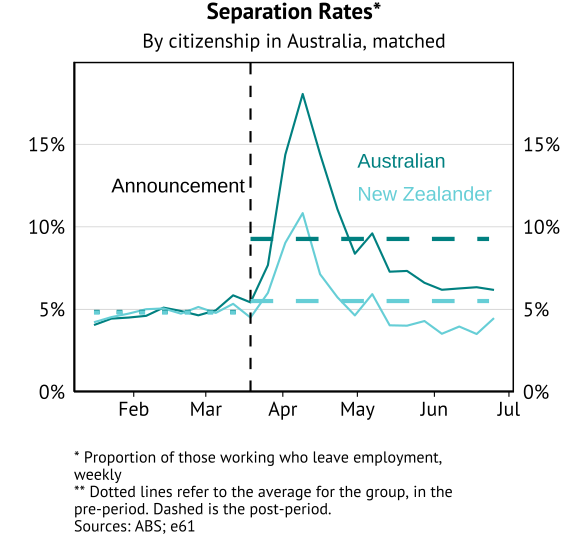 Separation Rates*
By citizenship in Australia, matched
15% 15%
Australian
Announcement
New Zealander
10% 10%
5% 5%
0% 0%
Feb Mar Apr May Jun Jul
* Proportion of those working who leave employment,
weekly
** Dotted lines refer to the average for the group, in the
pre-period. Dashed is the post-period.
Sources: ABS; e61